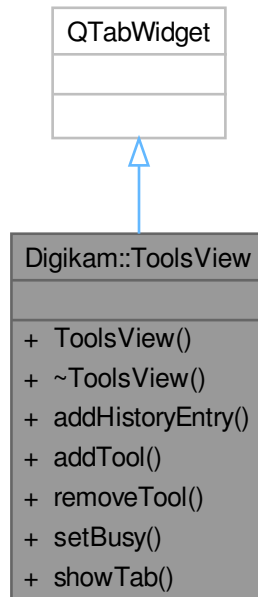 QTabWidget
Digikam::ToolsView
+ ToolsView()
+ ~ToolsView()
+ addHistoryEntry()
+ addTool()
+ removeTool()
+ setBusy()
+ showTab()